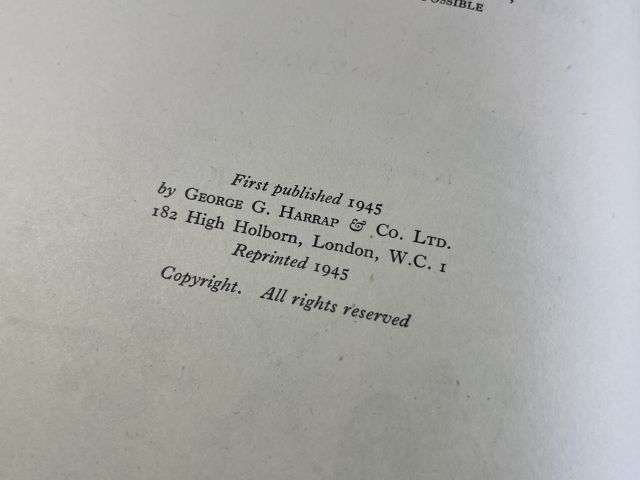 POSSIBLE
First published 1945
by GEORGE G. HARRAP & CO. LTD.
182 High Holborn, London, W.C. 1
Reprinted 1945
Copyright. All rights reserved